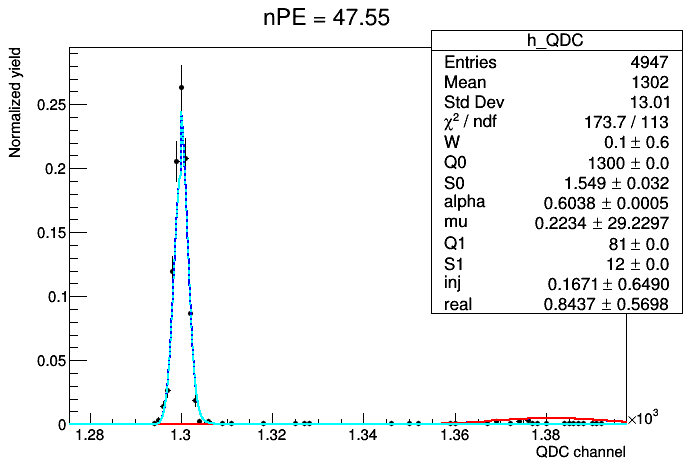 nPE = 47.55
h_QDC
Entries 4947
Mean 1302
Std Dev 13.01
χ² / ndf 173.7 / 113
W 0.1 ± 0.6
Q0 1300 ± 0.0
S0 1.549 ± 0.032
alpha 0.6038 ± 0.0005
mu 0.2234 ± 29.2297
Q1 81 ± 0.0
S1 12 ± 0.0
inj 0.1671 ± 0.6490
real 0.8437 ± 0.5698
Normalized yield
0.25
0.2
0.15
0.1
0.05
0
1.28 1.3 1.32 1.34 1.36 1.38 ×10³
QDC channel